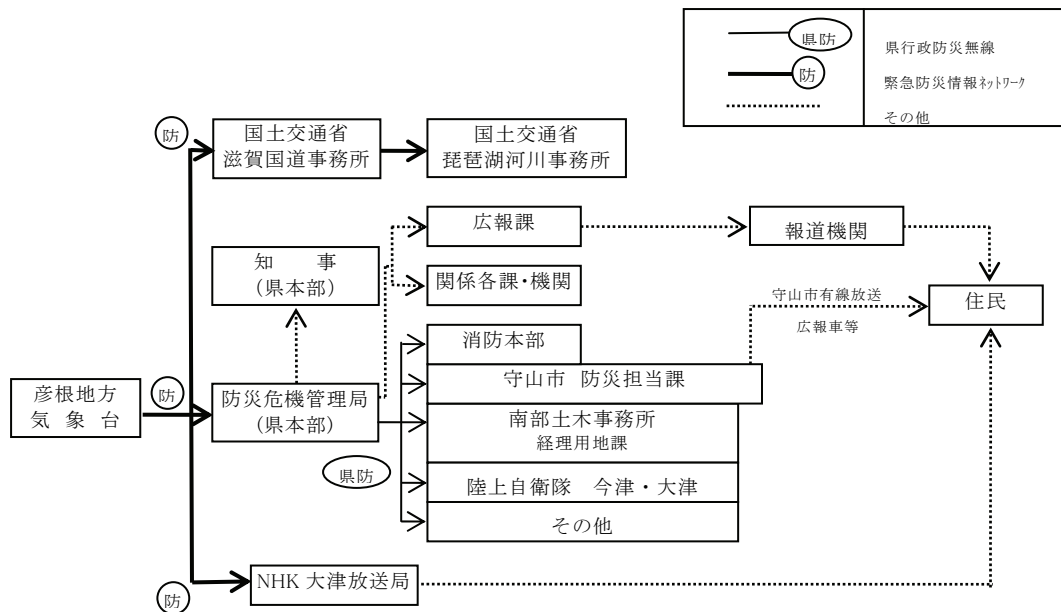 県防
県行政防災無線
防
緊急防災情報ﾈｯﾄﾜｰｸ
その他
防
国土交通省
滋賀国道事務所
国土交通省
琵琶湖河川事務所
広報課
報道機関
知　　事
(県本部)
関係各課・機関
守山市有線放送
広報車等
住民
消防本部
守山市 防災担当課
彦根地方
気 象 台
防
防災危機管理局
(県本部)
南部土木事務所
経理用地課
県防
陸上自衛隊　今津・大津
その他
NHK 大津放送局
防